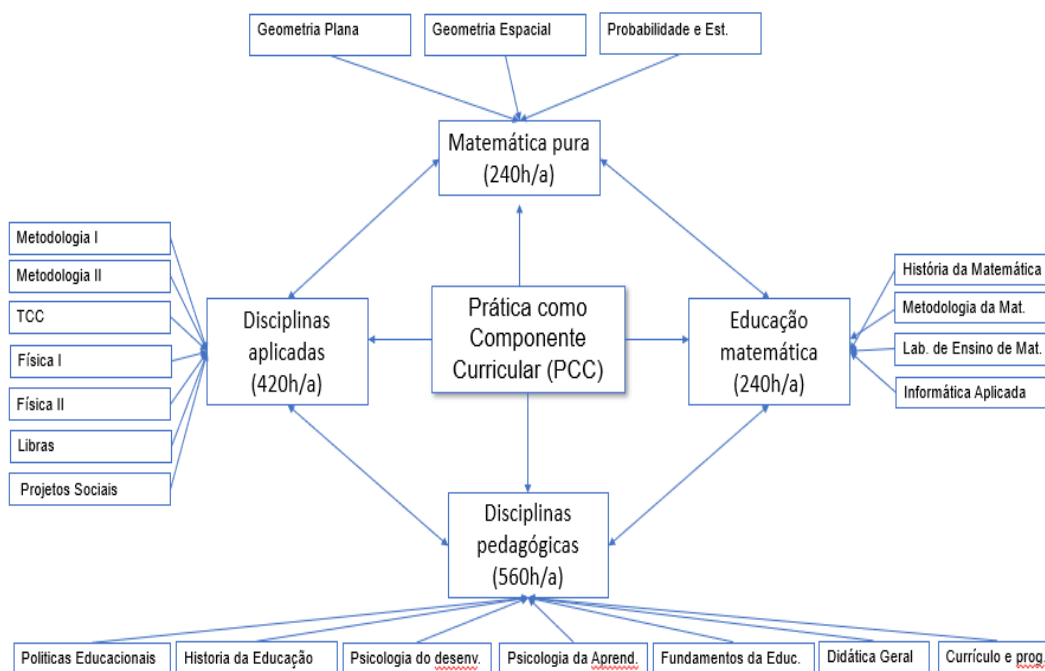 Geometria Plana
Geometria Espacial
Probabilidade e Est.
Matemática pura
(240h/a)
Metodologia I
Metodologia II
TCC
Física I
Física II
Libras
Projetos Sociais
Disciplinas
aplicadas
(420h/a)
Prática como
Componente
Curricular (PCC)
Educação
matemática
(240h/a)
História da Matemática
Metodologia da Mat.
Lab. de Ensino de Mat.
Informática Aplicada
Disciplinas
pedagógicas
(560h/a)
Politicas Educacionais
Historia da Educação
Psicologia do desenv.
Psicologia da Aprend.
Fundamentos da Educ.
Didática Geral
Currículo e prog.